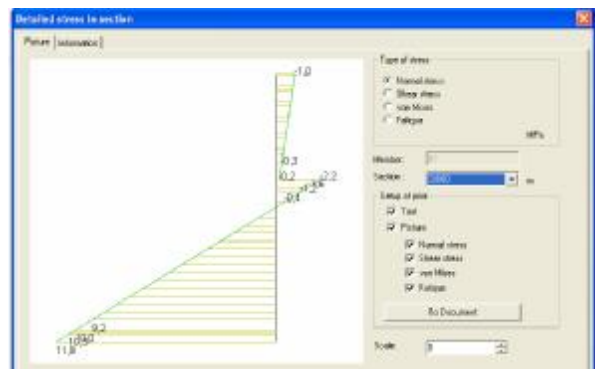 Detailed stress in section
Picture Information
Type of stress
Normal stress
Shear stress
von Mises
Fatigue
MPa
Member:
Section:
m
Setup of print
Text
Picture
Normal stress
Shear stress
von Mises
Fatigue
To Document
Scale:
-1,0
-0,3
-0,2
-2,2
-0,4
9,2
11,8